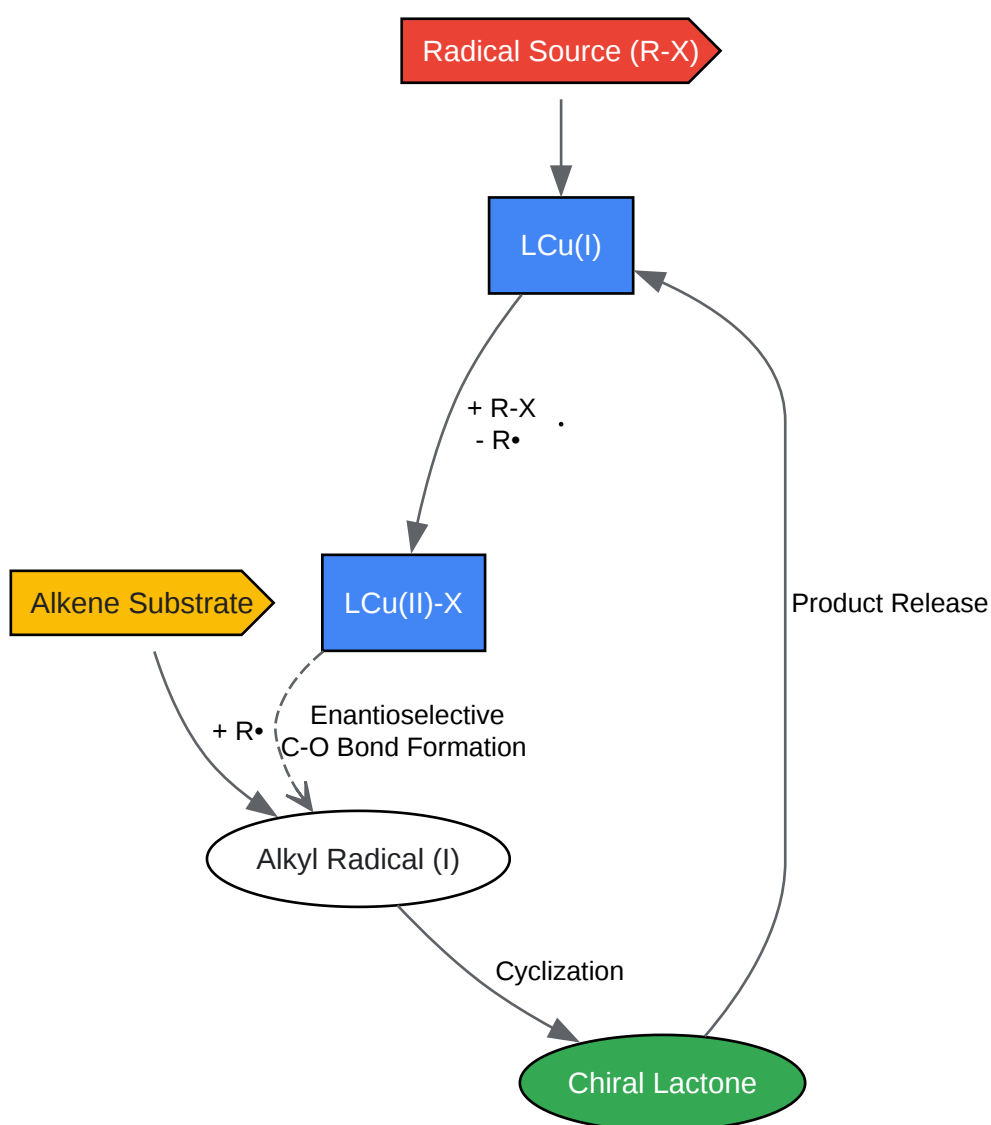 Radical Source (R-X)
LCu(I)
+ R-X
- R•
Alkene Substrate
LCu(II)-X
Product Release
+ R•
Enantioselective
C-O Bond Formation
Alkyl Radical (I)
Cyclization
Chiral Lactone